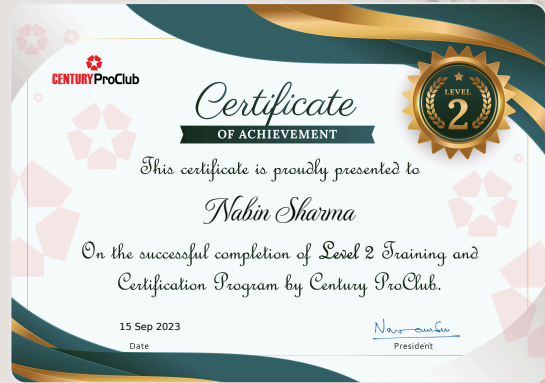 CENTURY ProClub
Certificate
OF ACHIEVEMENT
LEVEL
2
This certificate is proudly presented to
Nabin Sharma
On the successful completion of Level 2 Training and
Certification Program by Century ProClub.
15 Sep 2023
Date
President